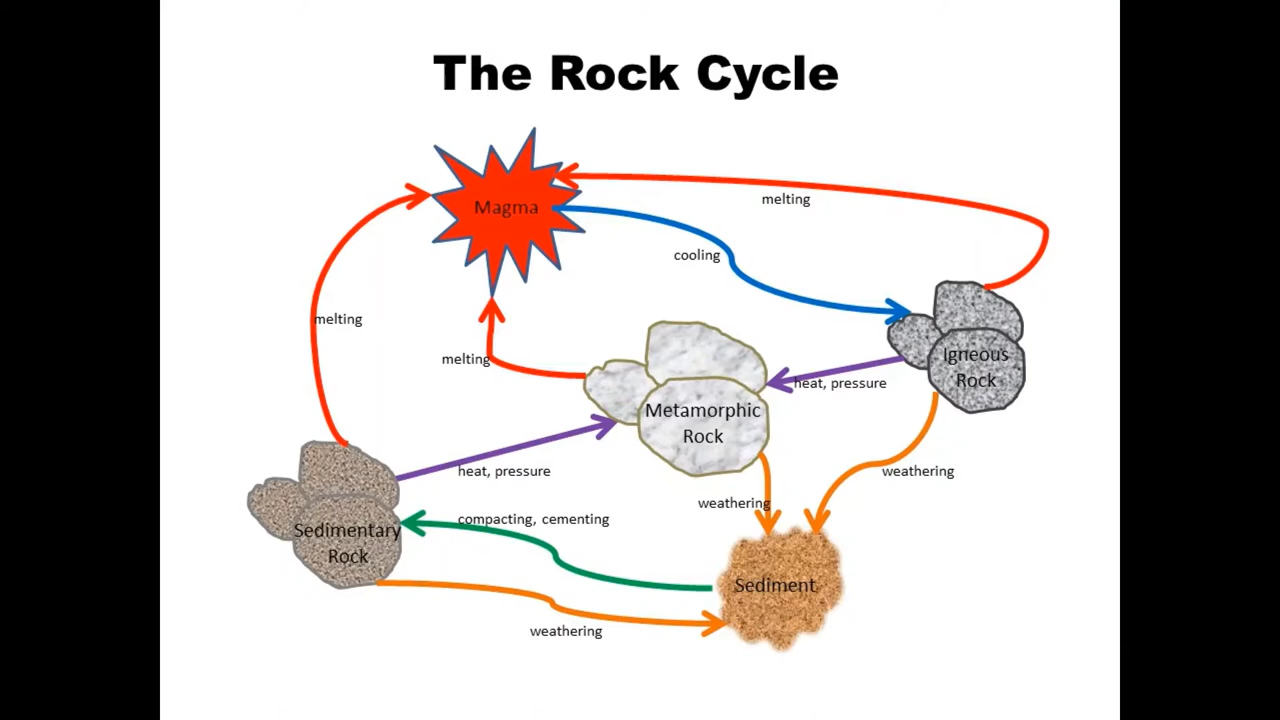 The Rock Cycle
Magma
melting
cooling
melting
melting
Igneous
Rock
heat, pressure
Metamorphic
Rock
heat, pressure
weathering
weathering
compacting, cementing
Sedimentary
Rock
Sediment
weathering